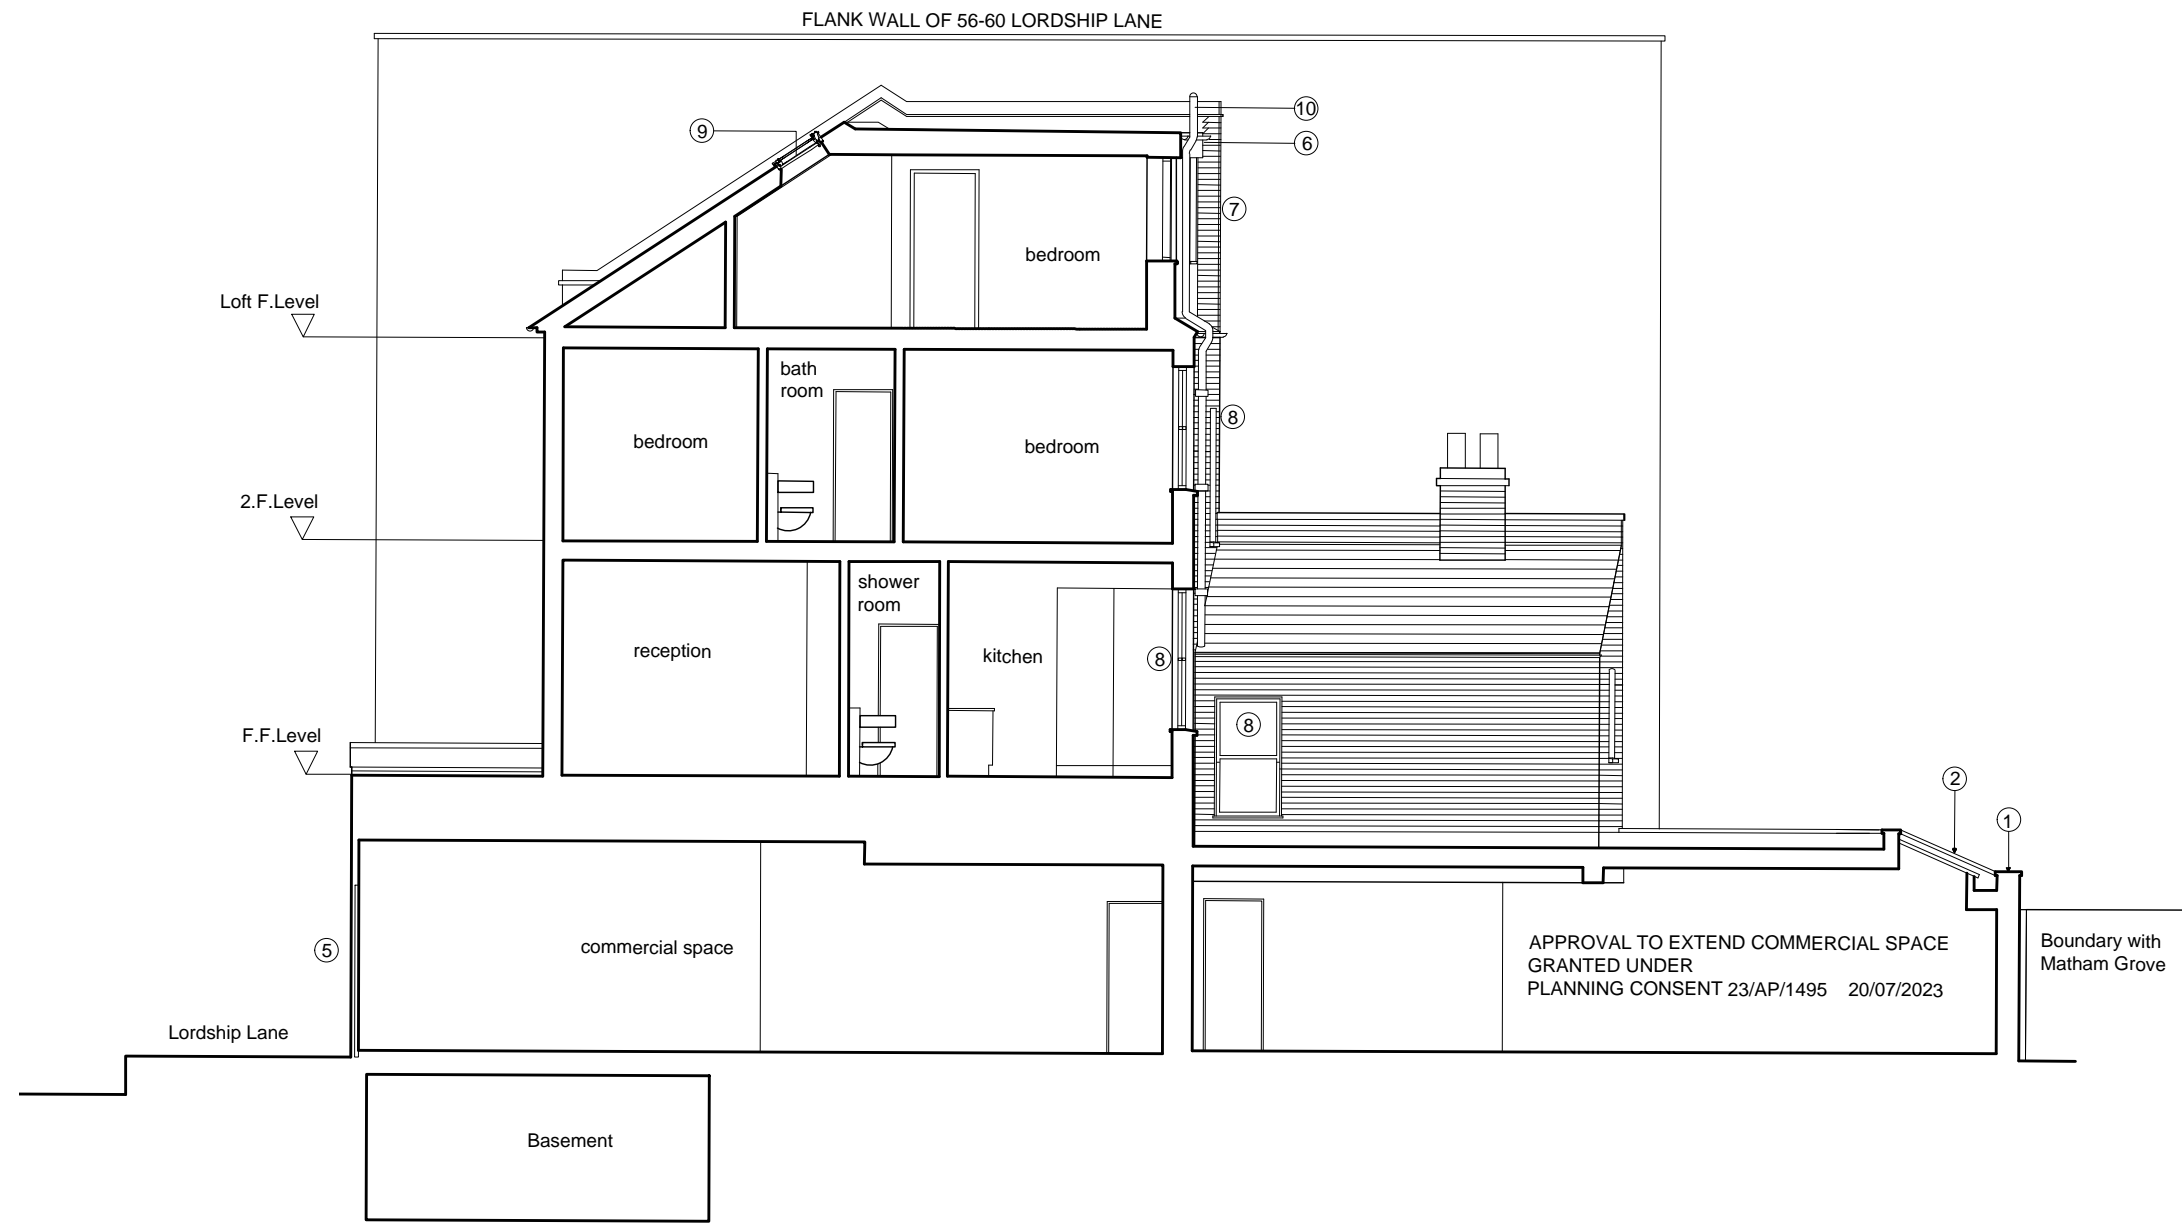 FLANK WALL OF 56-60 LORDSHIP LANE
10
9
6
7
bedroom
Loft F.Level
bath
room
8
bedroom
bedroom
2.F.Level
shower
room
reception
kitchen
8
8
F.F.Level
2
1
5
commercial space
APPROVAL TO EXTEND COMMERCIAL SPACE
GRANTED UNDER
PLANNING CONSENT 23/AP/1495 20/07/2023
Boundary with
Matham Grove
Lordship Lane
Basement